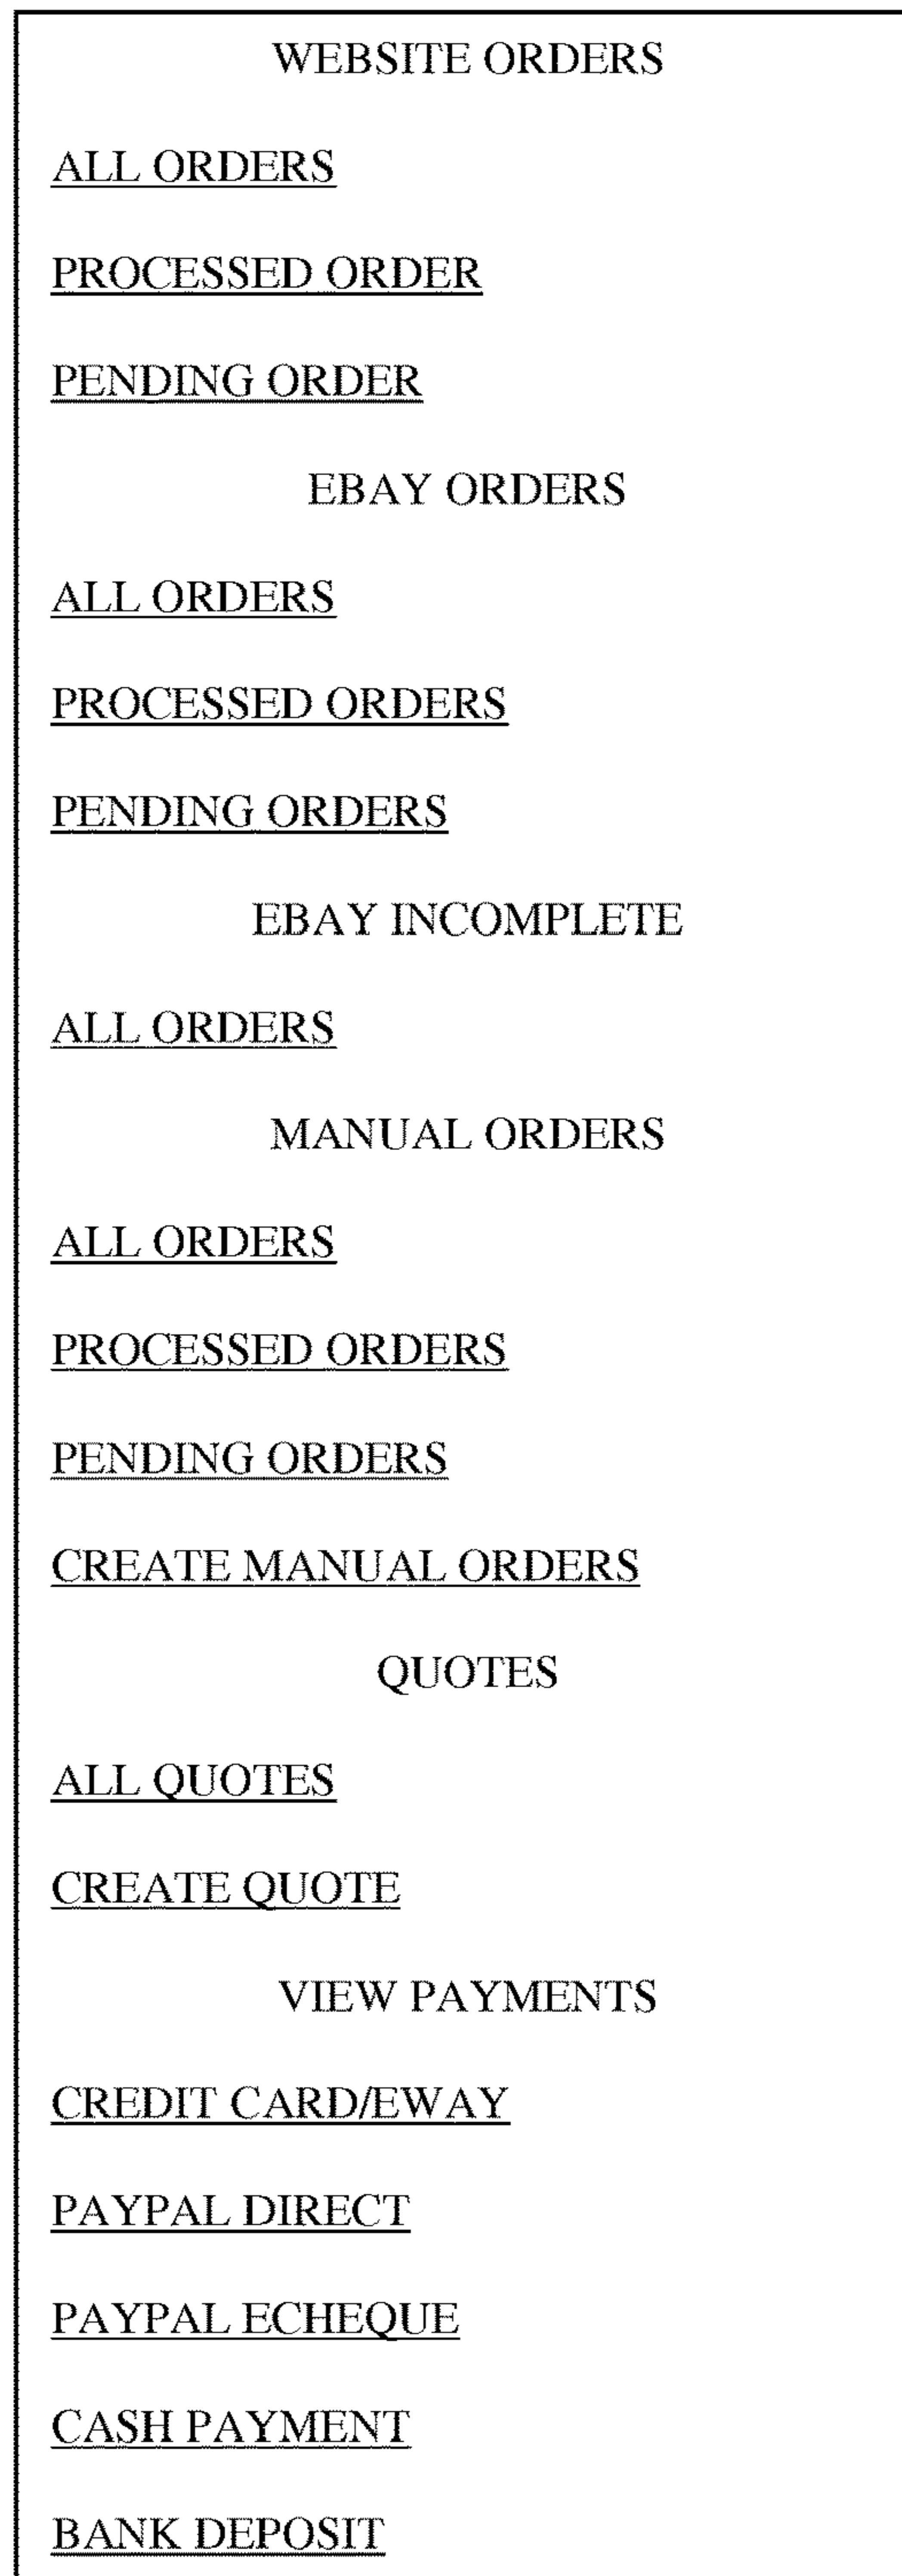 WEBSITE ORDERS
ALL ORDERS
PROCESSED ORDER
PENDING ORDER
EBAY ORDERS
ALL ORDERS
PROCESSED ORDERS
PENDING ORDERS
EBAY INCOMPLETE
ALL ORDERS
MANUAL ORDERS
ALL ORDERS
PROCESSED ORDERS
PENDING ORDERS
CREATE MANUAL ORDERS
QUOTES
ALL QUOTES
CREATE QUOTE
VIEW PAYMENTS
CREDIT CARD/EWAY
PAYPAL DIRECT
PAYPAL ECHEQUE
CASH PAYMENT
BANK DEPOSIT